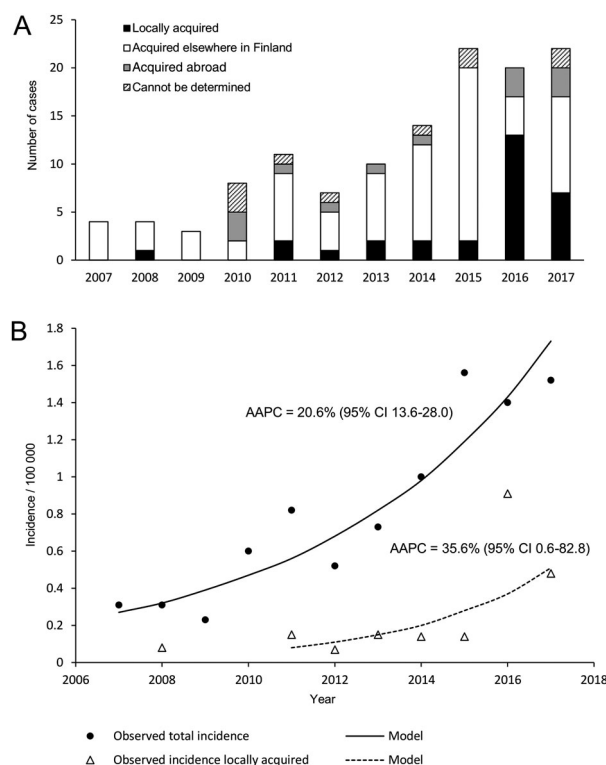 A
Number of cases
25
20
15
10
5
0
Locally acquired
Acquired elsewhere in Finland
Acquired abroad
Cannot be determined
2007 2008 2009 2010 2011 2012 2013 2014 2015 2016 2017
B
Incidence / 100 000
1.8
1.6
1.4
1.2
1
0.8
0.6
0.4
0.2
0
AAPC = 20.6% (95% CI 13.6-28.0)
AAPC = 35.6% (95% CI 0.6-82.8)
2006 2008 2010 2012 2014 2016 2018
Year
Observed total incidence Model
Observed incidence locally acquired Model